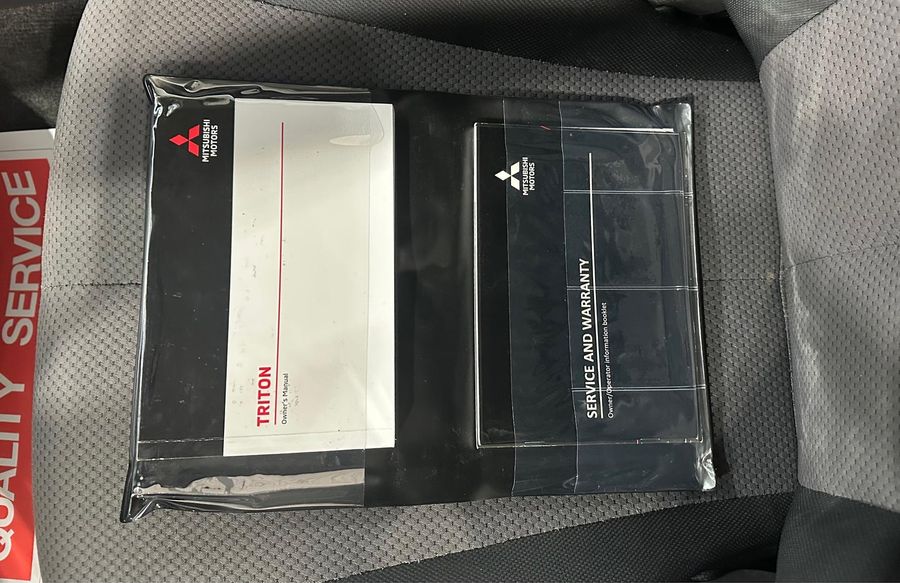 QUALITY SERVICE
MITSUBISHI
MOTORS
TRITON
Owner's Manual
MITSUBISHI
MOTORS
SERVICE AND WARRANTY
Owner/Operator information booklet